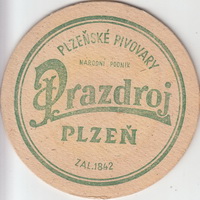 PLZEŇSKÉ PIVOVARY
NÁRODNÍ PODNIK
Prazdroj
PLZEŇ
ZAL. 1842